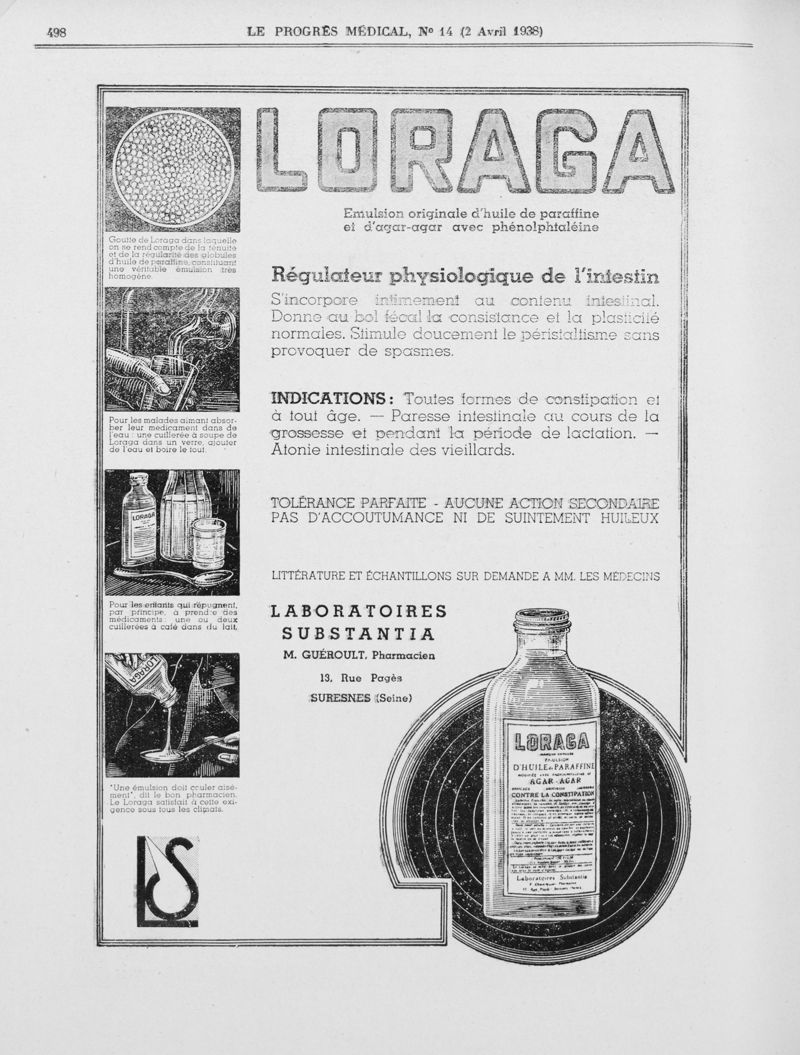 498
LE PROGRÈS MÉDICAL, Nº 14 (2 Avril 1938)
LORAGA
Emulsion originale d'huile de paraffine
et d'agar-agar avec phénolphtaléine
Régulateur physiologique de l'intestin
S'incorpore intimement au contenu intestinal.
Donne au bol fécal la consistance et la plasticité
normales. Stimule doucement le péristaltisme sans
provoquer de spasmes.
INDICATIONS: Toutes formes de constipation et
à tout âge. — Paresse intestinale au cours de la
grossesse et pendant la période de lactation. —
Atonie intestinale des vieillards.
TOLÉRANCE PARFAITE - AUCUNE ACTION SECONDAIRE
PAS D'ACCOUTUMANCE NI DE SUINTEMENT HUILEUX
LITTÉRATURE ET ÉCHANTILLONS SUR DEMANDE A MM. LES MÉDECINS
LABORATOIRES
SUBSTANTIA
M. GUÉROULT, Pharmacien
13, Rue Pagès
SURESNES (Seine)
Goutte de Loraga dans laquelle
on se rend compte de la ténuité
et de la régularité des globules
d'huile de paraffine, constituant
une véritable émulsion très
homogène.
Pour les malades aimant absor-
ber leur médicament dans de
l'eau : une cuillerée à soupe de
Loraga dans un verre, ajouter
de l'eau et boire le tout.
LORAGA
Pour les enfants qui répugnent,
par principe, à prendre des
médicaments : une ou deux
cuillerées à café dans du lait.
LORAGA
"Une émulsion doit couler aisé-
ment", dit le bon pharmacien.
Le Loraga satisfait à cette exi-
gence sous tous les climats.
LS
LORAGA
EMULSION
D'HUILE DE PARAFFINE
AGAR-AGAR
CONTRE LA CONSTIPATION
Laboratoires Substantia